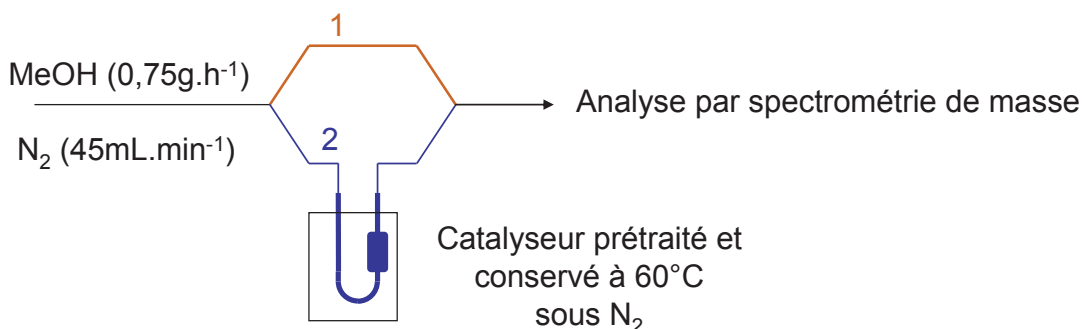 1
MeOH (0,75g.h-1)
Analyse par spectrométrie de masse
N2 (45mL.min-1)
2
Catalyseur prétraité et
conservé à 60°C
sous N2